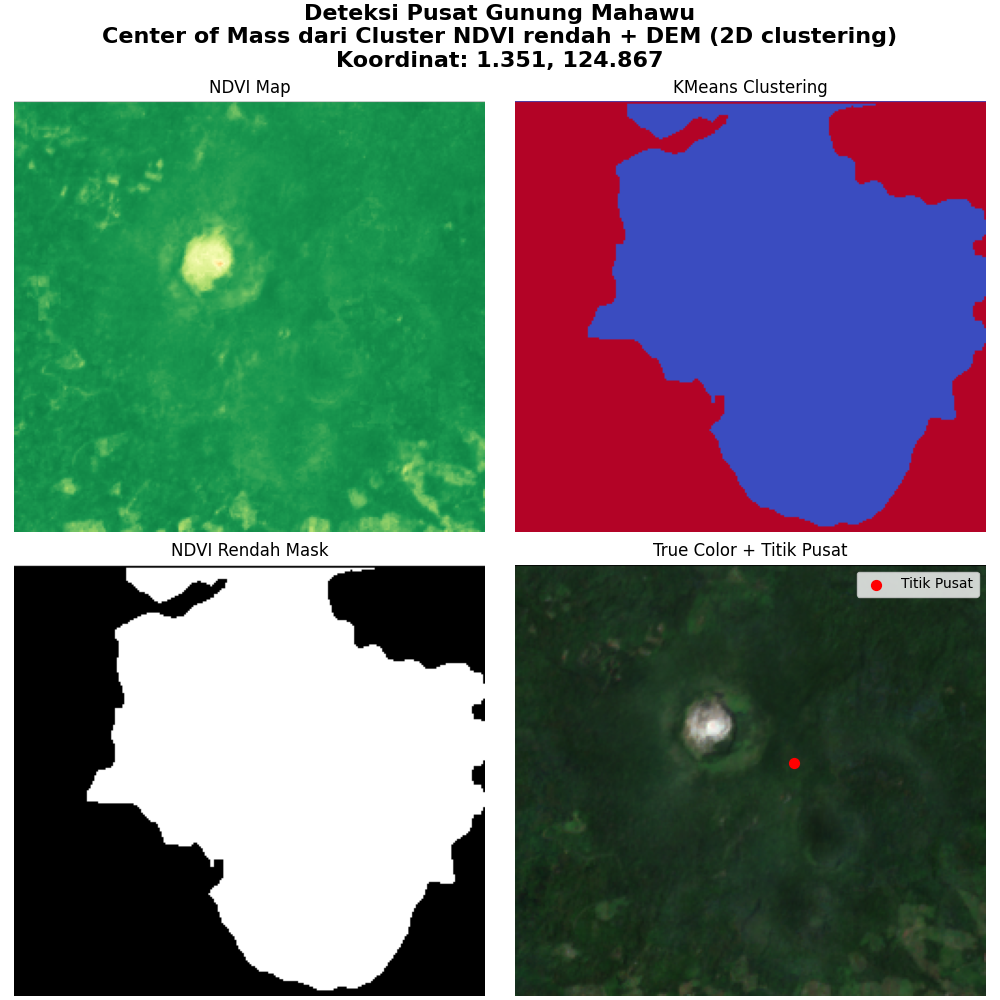 Deteksi Pusat Gunung Mahawu
Center of Mass dari Cluster NDVI rendah + DEM (2D clustering)
Koordinat: 1.351, 124.867
NDVI Map
KMeans Clustering
NDVI Rendah Mask
True Color + Titik Pusat
Titik Pusat